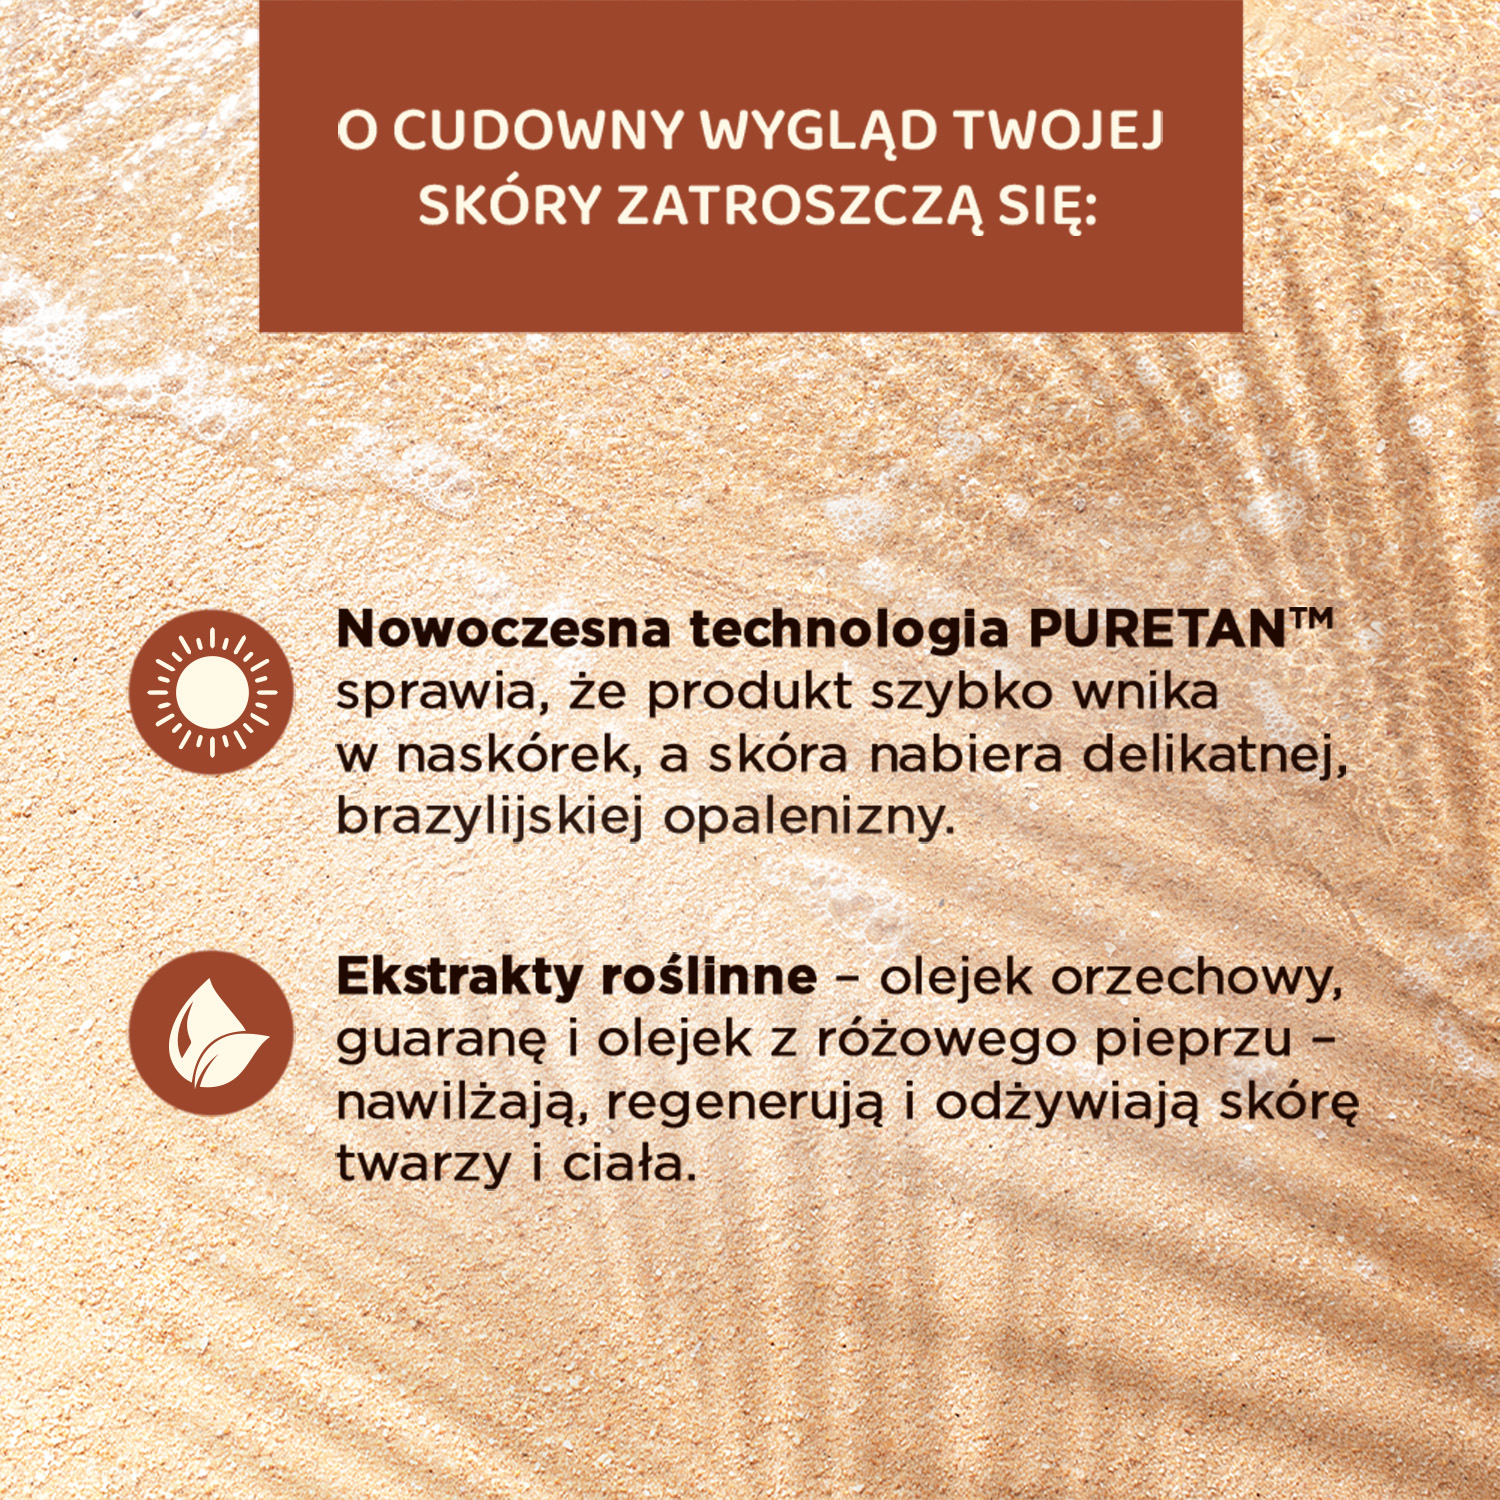 O CUDOWNY WYGLĄD TWOJEJ
SKÓRY ZATROSZCZĄ SIĘ:
Nowoczesna technologia PURETAN™
sprawia, że produkt szybko wnika
w naskórek, a skóra nabiera delikatnej,
brazylijskiej opalenizny.
Ekstrakty roślinne – olejek orzechowy,
guaranę i olejek z różowego pieprzu –
nawilżają, regenerują i odżywiają skórę
twarzy i ciała.